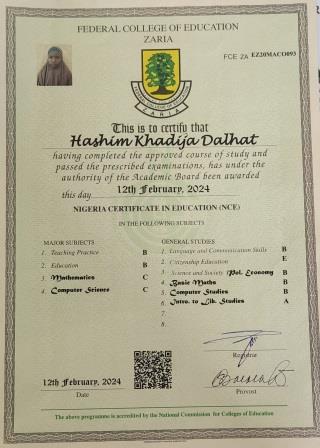 FEDERAL COLLEGE OF EDUCATION
ZARIA
FCE ZA EZ20MACO093
ZARIA
This is to certify that
Hashim Khadija Dalhat
having completed the approved course of study and
passed the prescribed examinations, has under the
authority of the Academic Board been awarded
this day 12th February, 2024
NIGERIA CERTIFICATE IN EDUCATION (NCE)
IN THE FOLLOWING SUBJECTS
MAJOR SUBJECTS
1. Teaching Practice B
2. Education B
3. Mathematics C
4. Computer Science C
GENERAL STUDIES
1. Language and Communication Skills B
2. Citizenship Education E
3. Science and Society/Pol. Economy B
4. Basic Maths B
5. Computer Studies B
6. Intro. to Lib. Studies A
7.
8.
Registrar
12th February, 2024
Date
Provost
The above programme is accredited by the National Commission for Colleges of Education